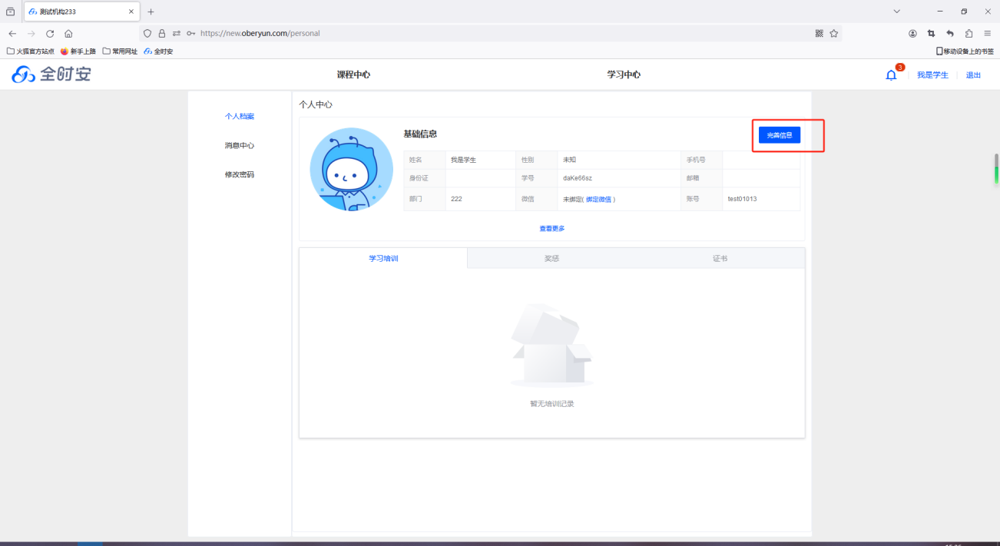 测试机构233
https://new.oberyun.com/personal
火狐官方站点 新手上路 常用网址 全时安 移动设备上的书签
全时安 课程中心 学习中心 3 我是学生 退出
个人档案
消息中心
修改密码
个人中心
基础信息 完善信息
姓名 我是学生 性别 未知 手机号
身份证 学号 daKe66sz 邮箱
部门 222 微信 未绑定( 绑定微信 ) 账号 test01013
查看更多
学习培训 奖惩 证书
暂无培训记录